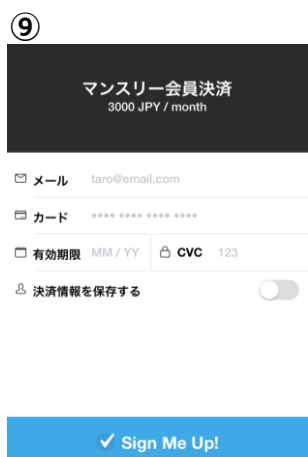 ⑨
マンスリー会員決済
3000 JPY / month
メール taro@email.com
カード •••• •••• •••• ••••
有効期限 MM / YY CVC 123
決済情報を保存する
Sign Me Up!